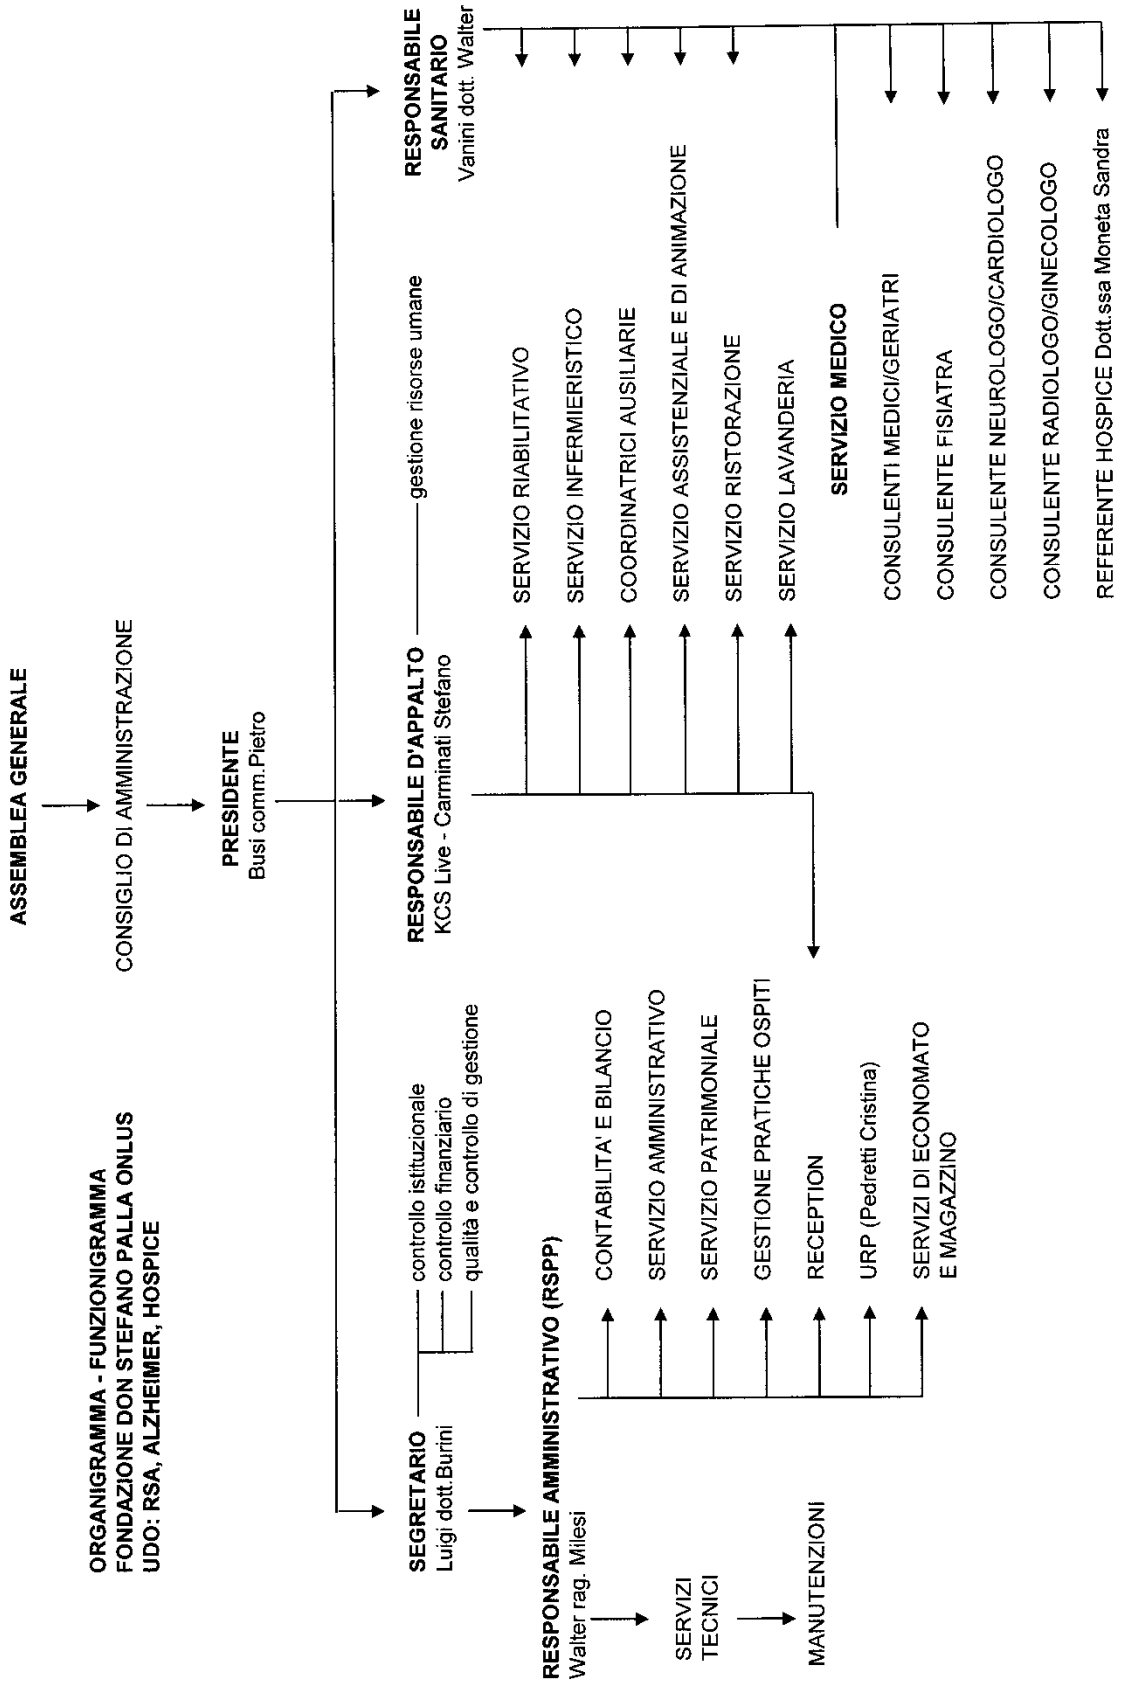 ORGANIGRAMMA - FUNZIONIGRAMMA
FONDAZIONE DON STEFANO PALLA ONLUS
UDO: RSA, ALZHEIMER, HOSPICE
ASSEMBLEA GENERALE
CONSIGLIO DI AMMINISTRAZIONE
PRESIDENTE
Busi comm.Pietro
SEGRETARIO
Luigi dott.Burini
controllo istituzionale
controllo finanziario
qualità e controllo di gestione
RESPONSABILE D'APPALTO
KCS Live - Carminati Stefano
gestione risorse umane
RESPONSABILE
SANITARIO
Vanini dott. Walter
RESPONSABILE AMMINISTRATIVO (RSPP)
Walter rag. Milesi
SERVIZI
TECNICI
MANUTENZIONI
CONTABILITA' E BILANCIO
SERVIZIO AMMINISTRATIVO
SERVIZIO PATRIMONIALE
GESTIONE PRATICHE OSPITI
RECEPTION
URP (Pedretti Cristina)
SERVIZI DI ECONOMATO
E MAGAZZINO
SERVIZIO RIABILITATIVO
SERVIZIO INFERMIERISTICO
COORDINATRICI AUSILIARIE
SERVIZIO ASSISTENZIALE E DI ANIMAZIONE
SERVIZIO RISTORAZIONE
SERVIZIO LAVANDERIA
SERVIZIO MEDICO
CONSULENTI MEDICI/GERIATRI
CONSULENTE FISIATRA
CONSULENTE NEUROLOGO/CARDIOLOGO
CONSULENTE RADIOLOGO/GINECOLOGO
REFERENTE HOSPICE Dott.ssa Moneta Sandra